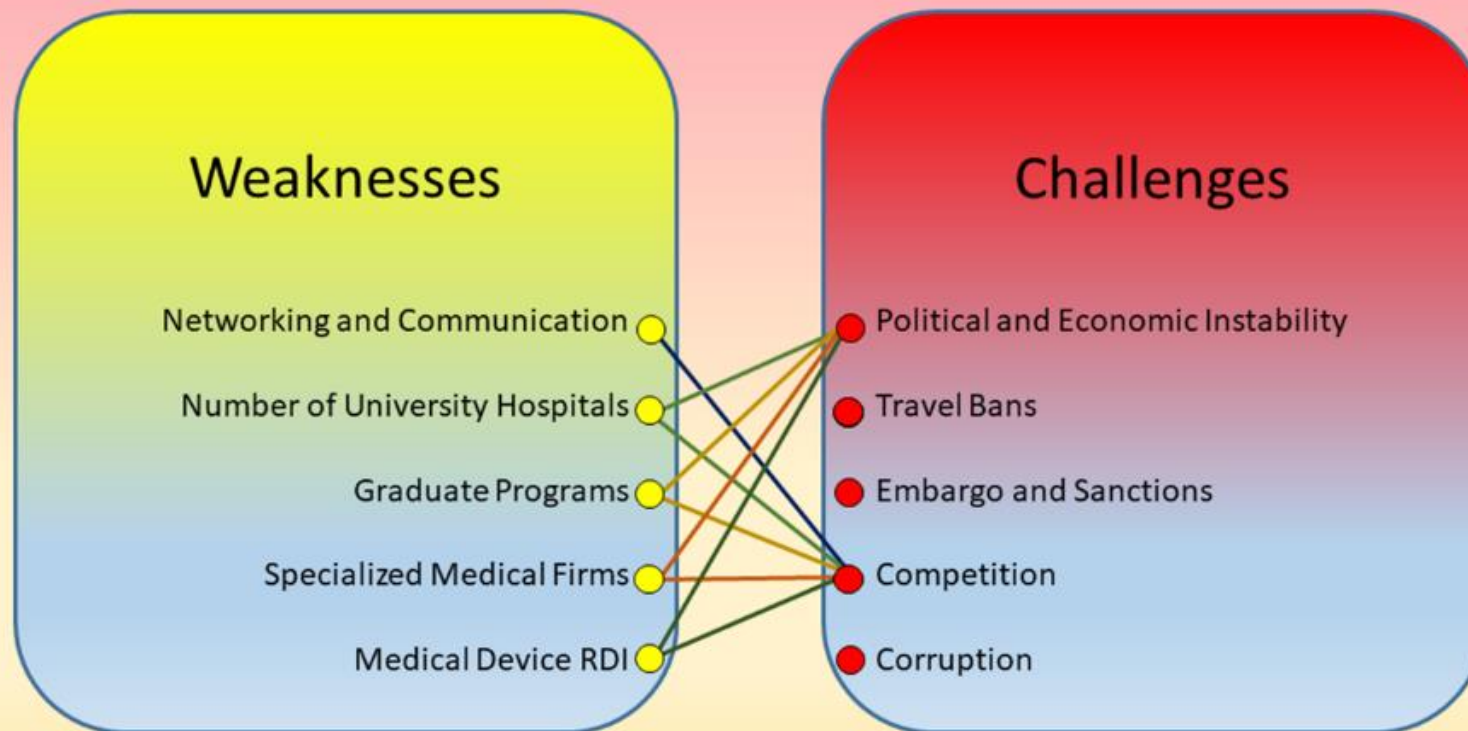 Weaknesses
Networking and Communication
Number of University Hospitals
Graduate Programs
Specialized Medical Firms
Medical Device RDI
Challenges
Political and Economic Instability
Travel Bans
Embargo and Sanctions
Competition
Corruption